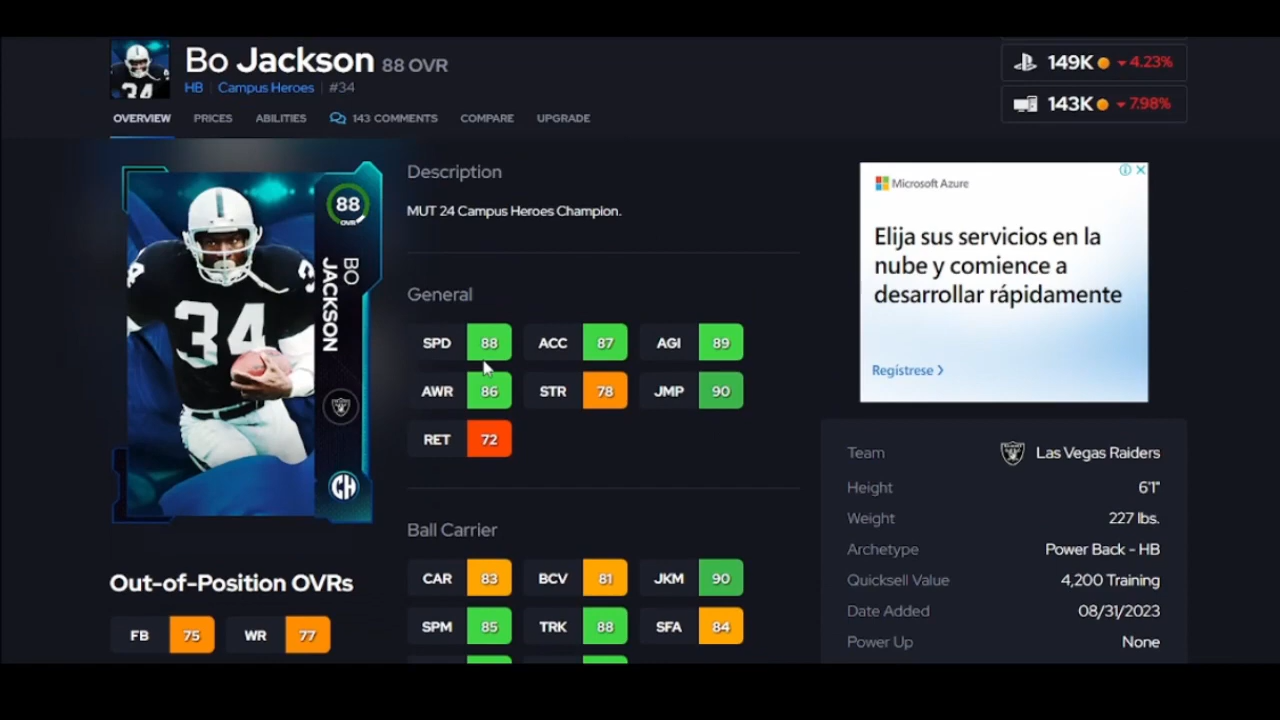 Bo Jackson 88 OVR
HB | Campus Heroes | #34
149K 4.23%
143K 7.98%
OVERVIEW PRICES ABILITIES 143 COMMENTS COMPARE UPGRADE
34
88
OVR
BO
JACKSON
34
CH
Description
MUT 24 Campus Heroes Champion.
General
SPD 88 ACC 87 AGI 89
AWR 86 STR 78 JMP 90
RET 72
Ball Carrier
CAR 83 BCV 81 JKM 90
SPM 85 TRK 88 SFA 84
Out-of-Position OVRs
FB 75 WR 77
Microsoft Azure
Elija sus servicios en la
nube y comience a
desarrollar rápidamente
Regístrese
Team Las Vegas Raiders
Height 6'1"
Weight 227 lbs.
Archetype Power Back - HB
Quicksell Value 4,200 Training
Date Added 08/31/2023
Power Up None